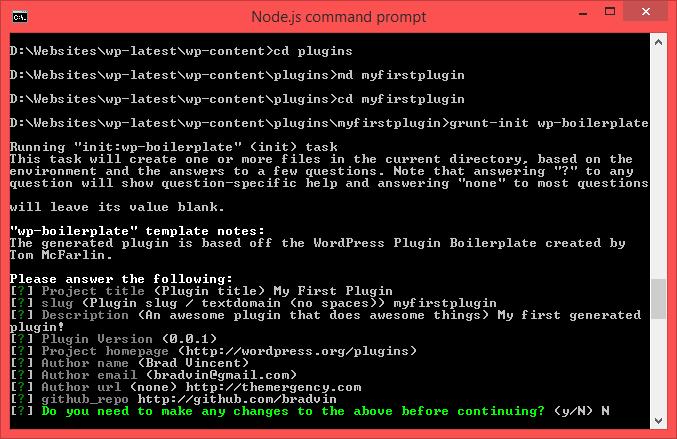 Node.js command prompt
D:\Websites\wp-latest\wp-content>cd plugins
D:\Websites\wp-latest\wp-content\plugins>md myfirstplugin
D:\Websites\wp-latest\wp-content\plugins>cd myfirstplugin
D:\Websites\wp-latest\wp-content\plugins\myfirstplugin>grunt-init wp-boilerplate
Running "init:wp-boilerplate" (init) task
This task will create one or more files in the current directory, based on the
environment and the answers to a few questions. Note that answering "?" to any
question will show question-specific help and answering "none" to most questions
will leave its value blank.
"wp-boilerplate" template notes:
The generated plugin is based off the WordPress Plugin Boilerplate created by
Tom McFarlin.
Please answer the following:
[?] Project title (Plugin title) My First Plugin
[?] slug (Plugin slug / textdomain (no spaces)) myfirstplugin
[?] Description (An awesome plugin that does awesome things) My first generated
plugin!
[?] Plugin Version (0.0.1)
[?] Project homepage (http://wordpress.org/plugins)
[?] Author name (Brad Vincent)
[?] Author email (bradvin@gmail.com)
[?] Author url (none) http://themergency.com
[?] github_repo http://github.com/bradvin
[?] Do you need to make any changes to the above before continuing? (y/N) N